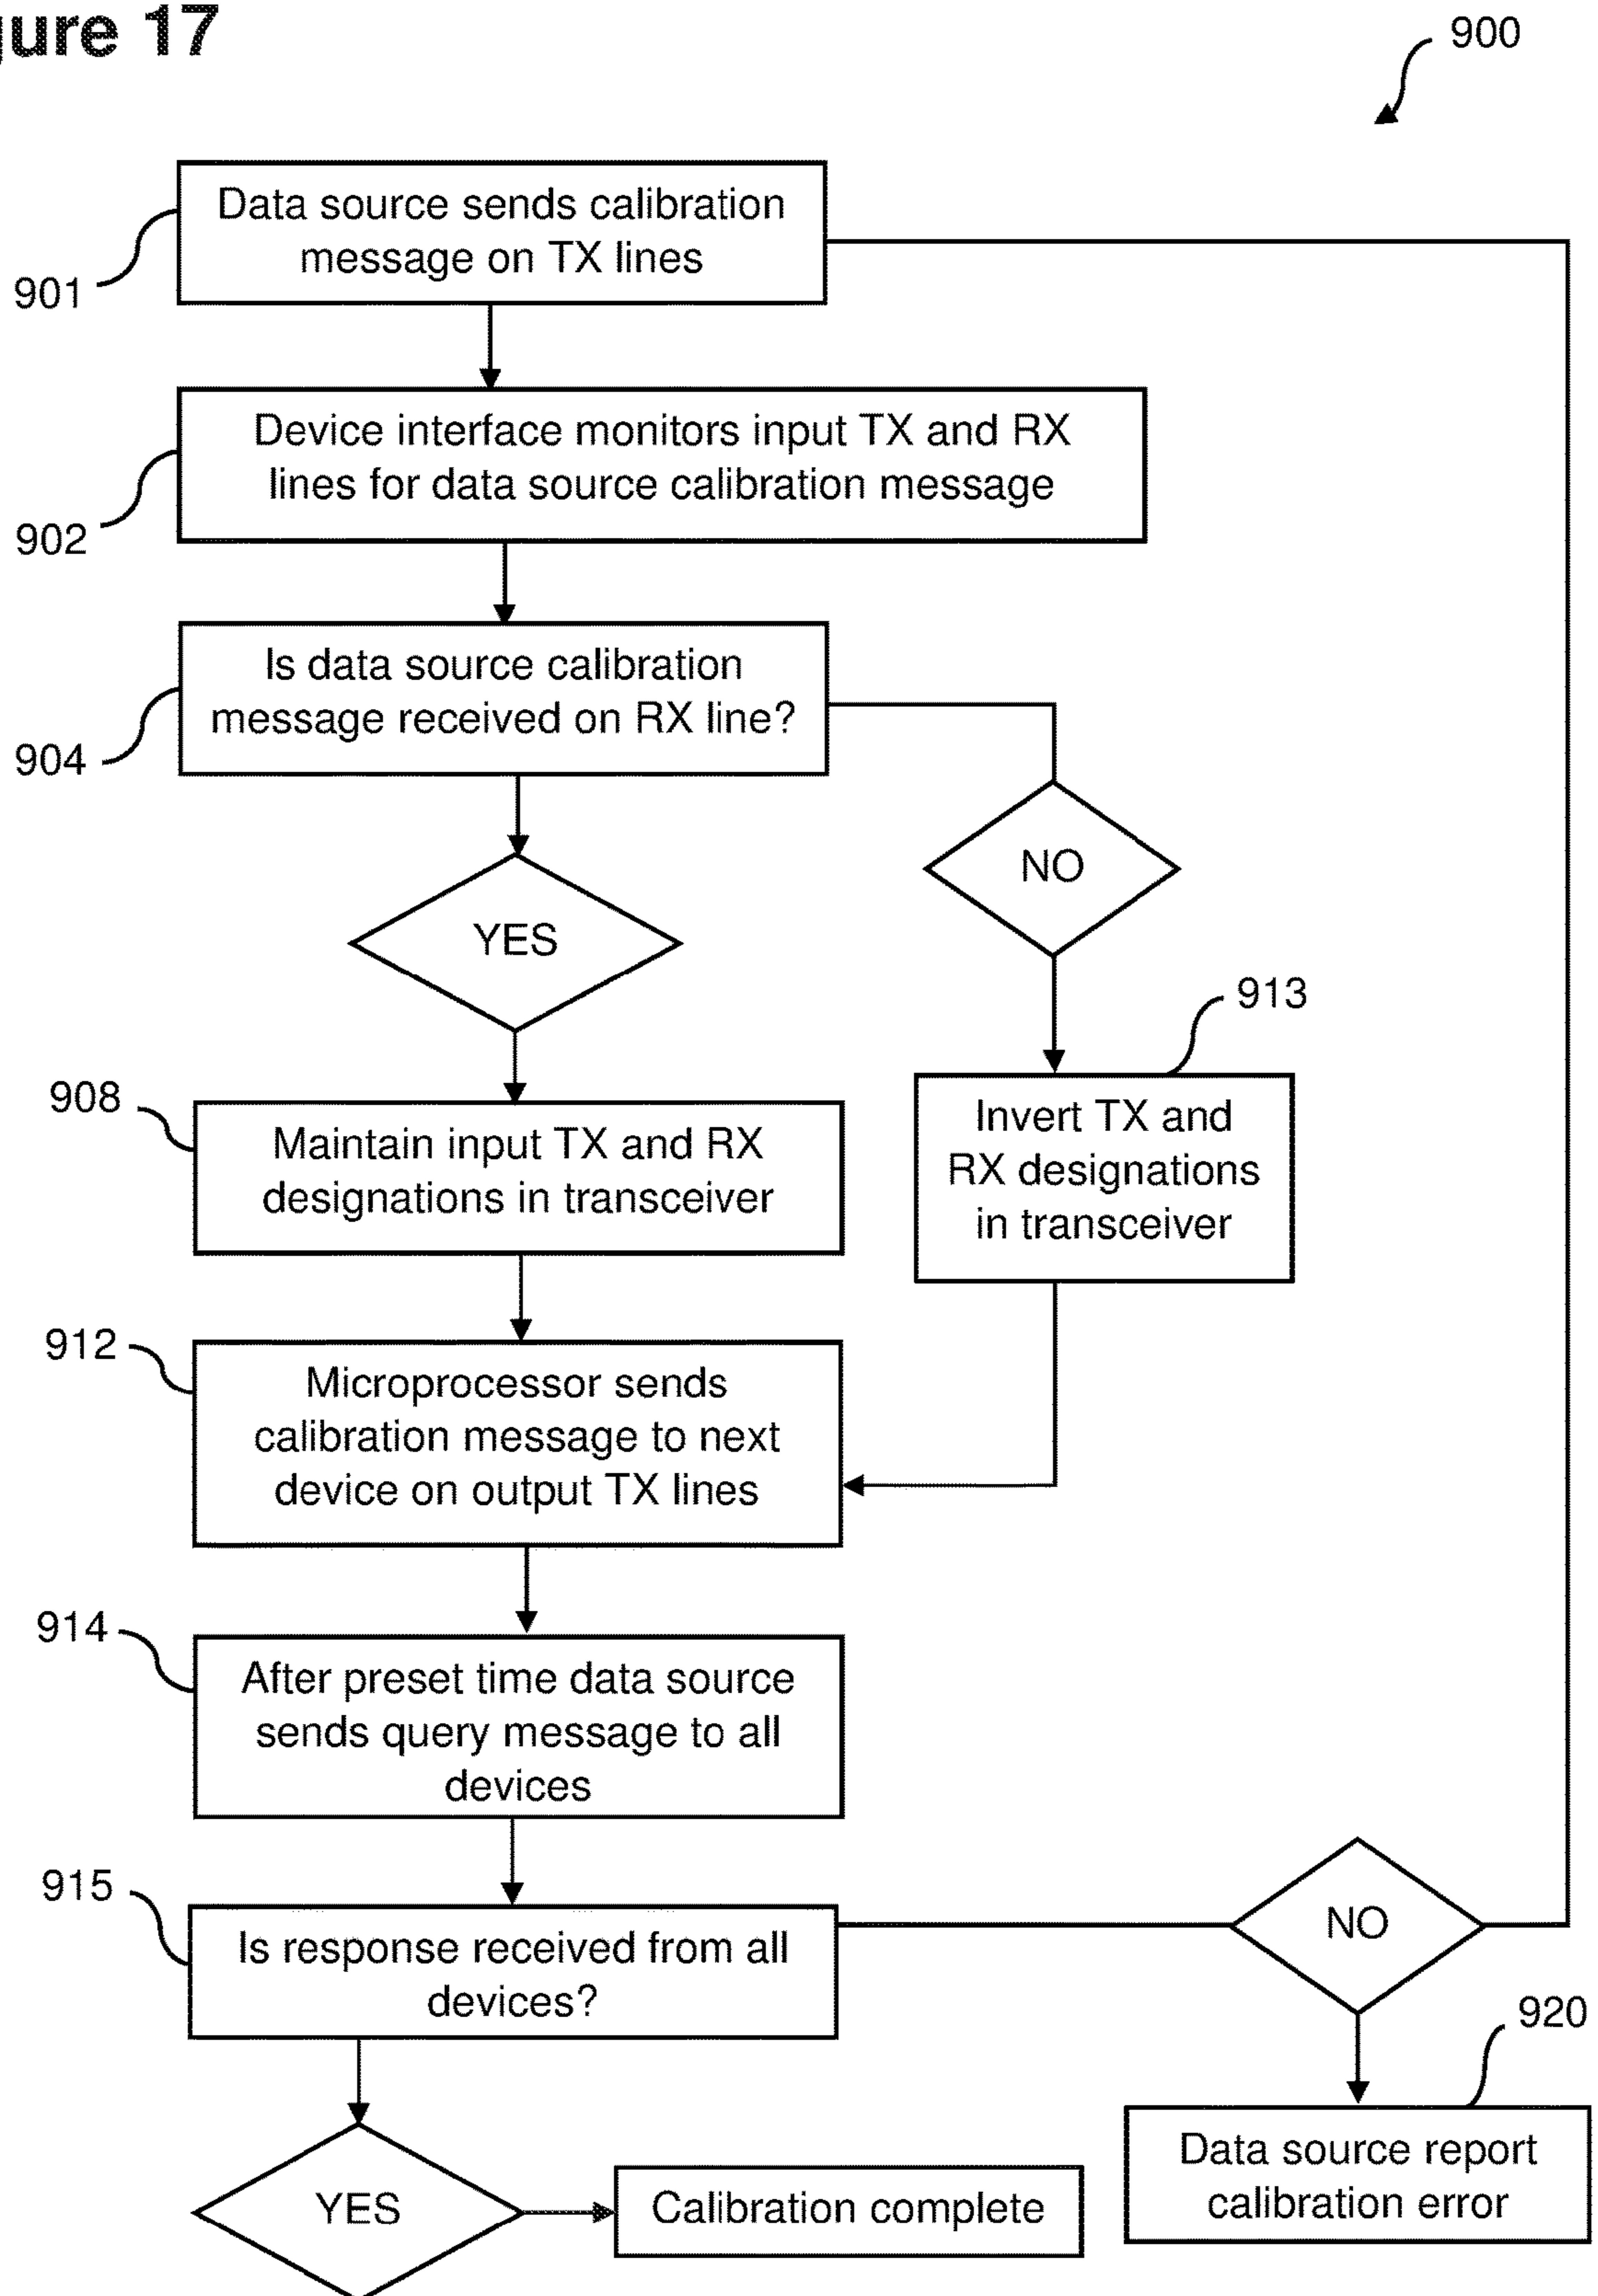 gure 17
900
Data source sends calibration
message on TX lines
901
Device interface monitors input TX and RX
lines for data source calibration message
902
Is data source calibration
message received on RX line?
904
NO
YES
913
908
Maintain input TX and RX
designations in transceiver
Invert TX and
RX designations
in transceiver
912
Microprocessor sends
calibration message to next
device on output TX lines
914
After preset time data source
sends query message to all
devices
915
Is response received from all
devices?
NO
920
YES
Calibration complete
Data source report
calibration error